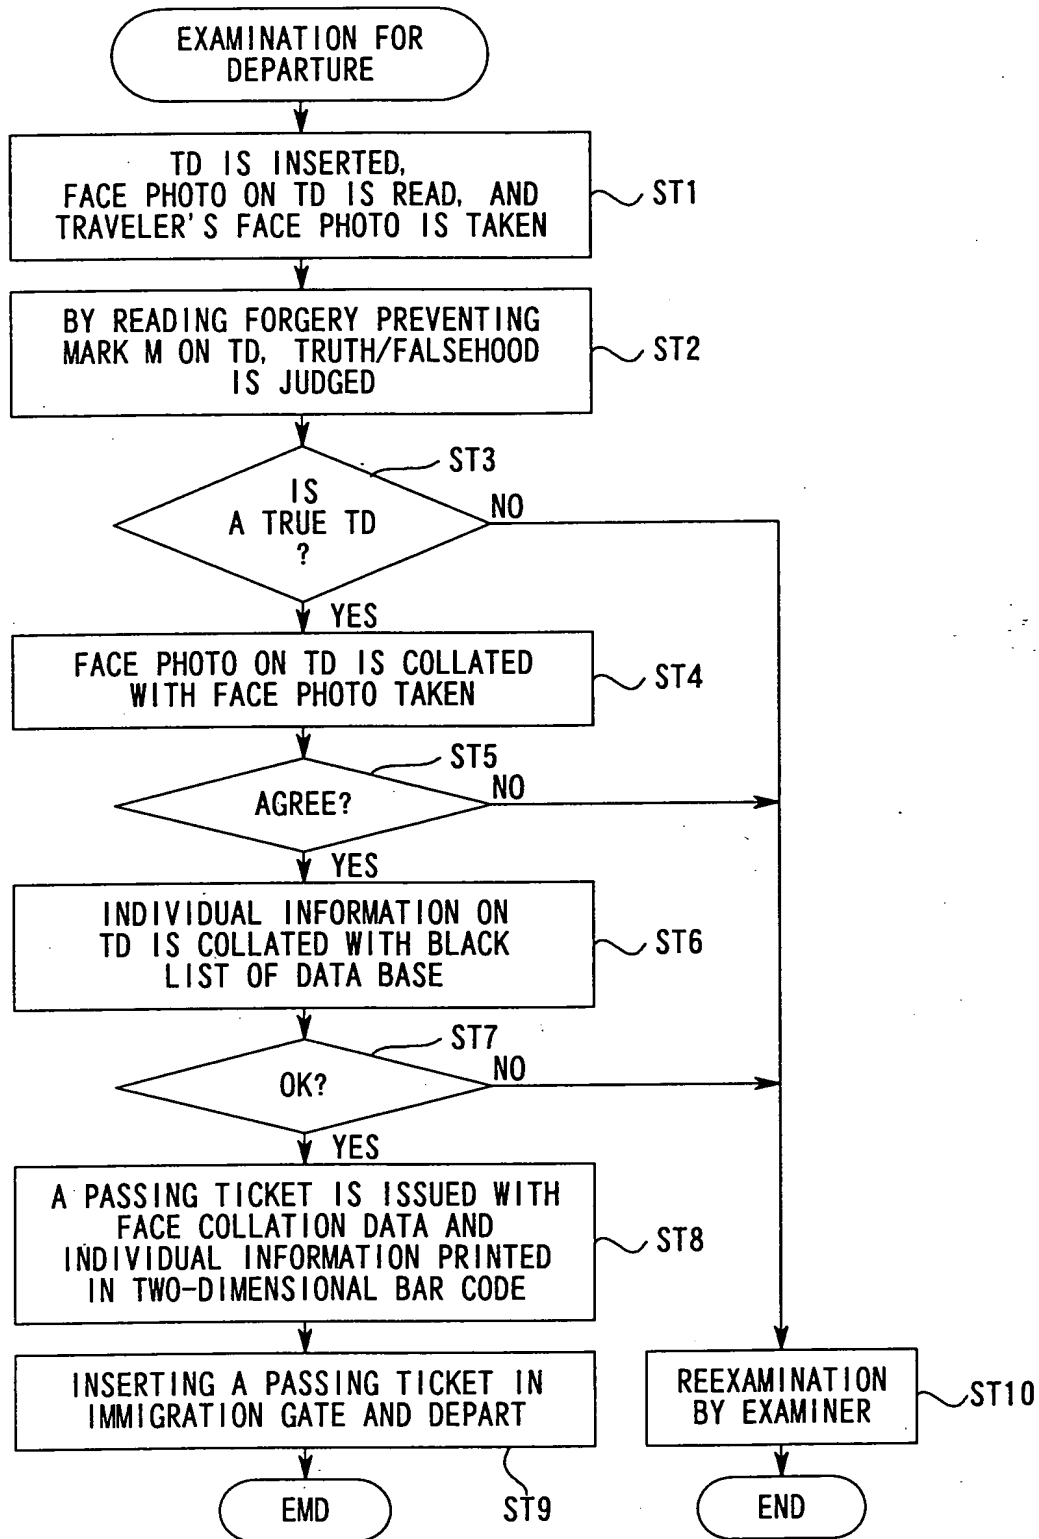 EXAMINATION FOR
DEPARTURE
TD IS INSERTED,
FACE PHOTO ON TD IS READ, AND
TRAVELER'S FACE PHOTO IS TAKEN
ST1
BY READING FORGERY PREVENTING
MARK M ON TD, TRUTH/FALSEHOOD
IS JUDGED
ST2
ST3
IS
A TRUE TD
?
NO
YES
FACE PHOTO ON TD IS COLLATED
WITH FACE PHOTO TAKEN
ST4
ST5
AGREE?
NO
YES
INDIVIDUAL INFORMATION ON
TD IS COLLATED WITH BLACK
LIST OF DATA BASE
ST6
ST7
OK?
NO
YES
A PASSING TICKET IS ISSUED WITH
FACE COLLATION DATA AND
INDIVIDUAL INFORMATION PRINTED
IN TWO-DIMENSIONAL BAR CODE
ST8
INSERTING A PASSING TICKET IN
IMMIGRATION GATE AND DEPART
ST9
EMD
REEXAMINATION
BY EXAMINER
ST10
END